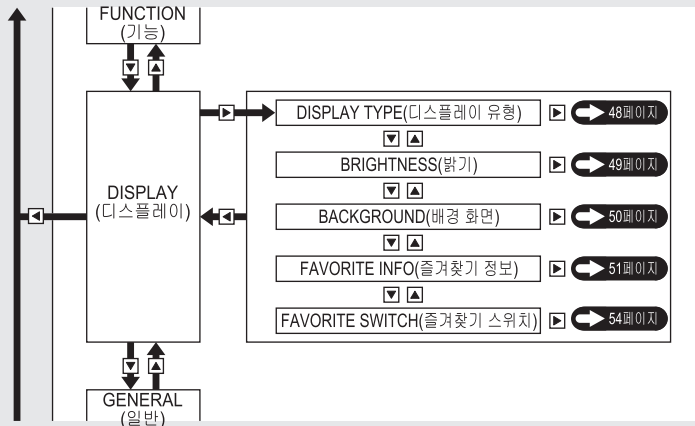 FUNCTION
(기능)
DISPLAY
(디스플레이)
DISPLAY TYPE(디스플레이 유형)
48페이지
BRIGHTNESS(밝기)
49페이지
BACKGROUND(배경 화면)
50페이지
FAVORITE INFO(즐겨찾기 정보)
51페이지
FAVORITE SWITCH(즐겨찾기 스위치)
54페이지
GENERAL
(일반)